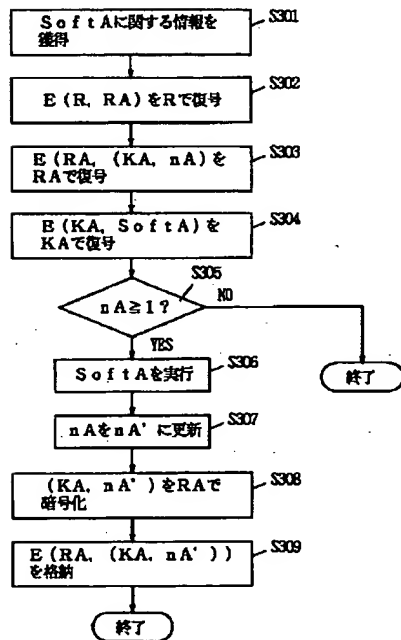 SoftAに関する情報を
獲得
S301
E(R, RA)をRで復号
S302
E(RA, (KA, nA)を
RAで復号
S303
E(KA, SoftA)を
KAで復号
S304
nA≧1?
S305
NO
YES
SoftAを実行
S306
終了
nAをnA'に更新
S307
(KA, nA')をRAで
暗号化
S308
E(RA, (KA, nA'))
を格納
S309
終了